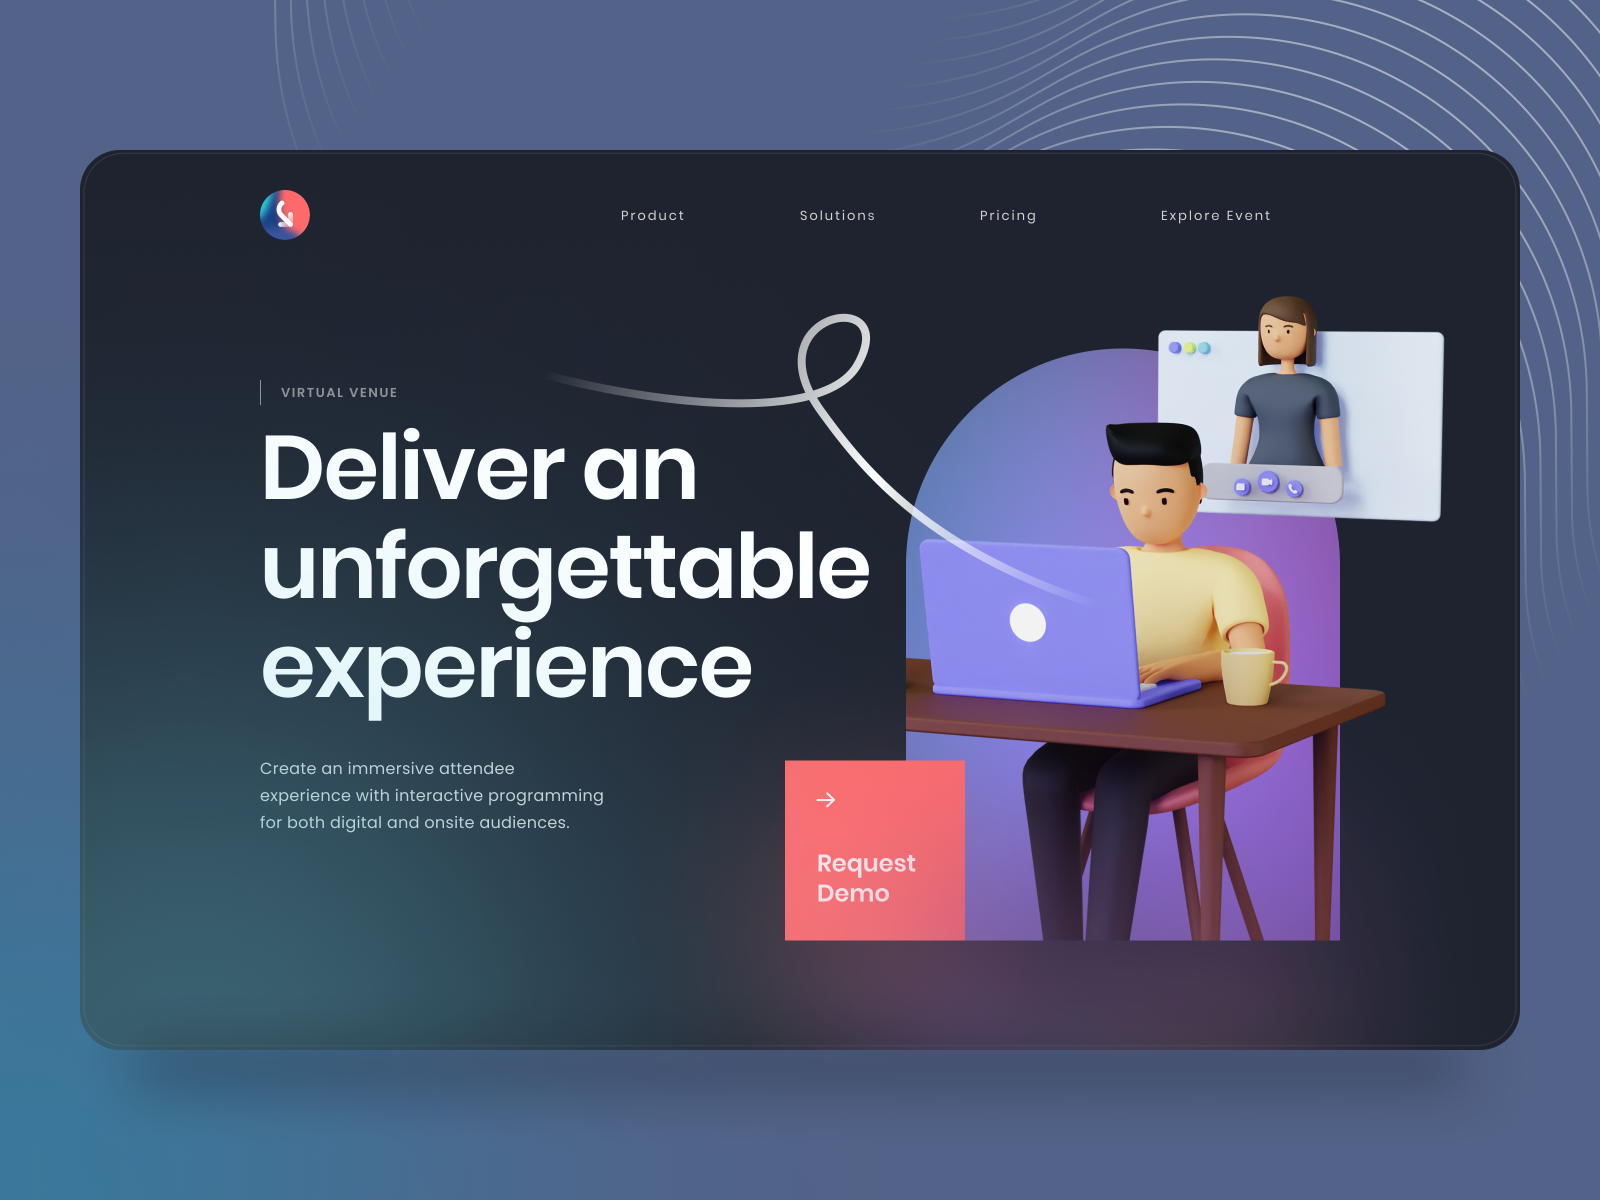 Product
Solutions
Pricing
Explore Event
VIRTUAL VENUE
Deliver an
unforgettable
experience
Create an immersive attendee
experience with interactive programming
for both digital and onsite audiences.
Request
Demo